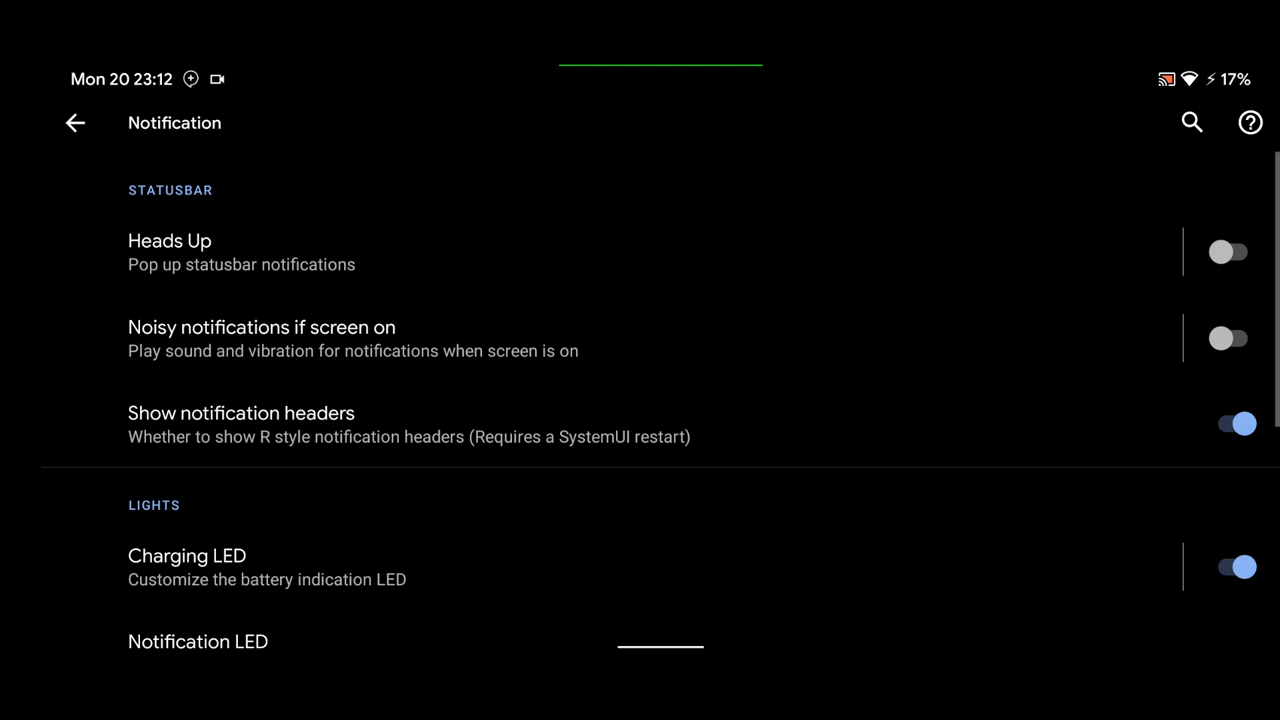 Mon 20 23:12
17%
Notification
STATUSBAR
Heads Up
Pop up statusbar notifications
Noisy notifications if screen on
Play sound and vibration for notifications when screen is on
Show notification headers
Whether to show R style notification headers (Requires a SystemUI restart)
LIGHTS
Charging LED
Customize the battery indication LED
Notification LED